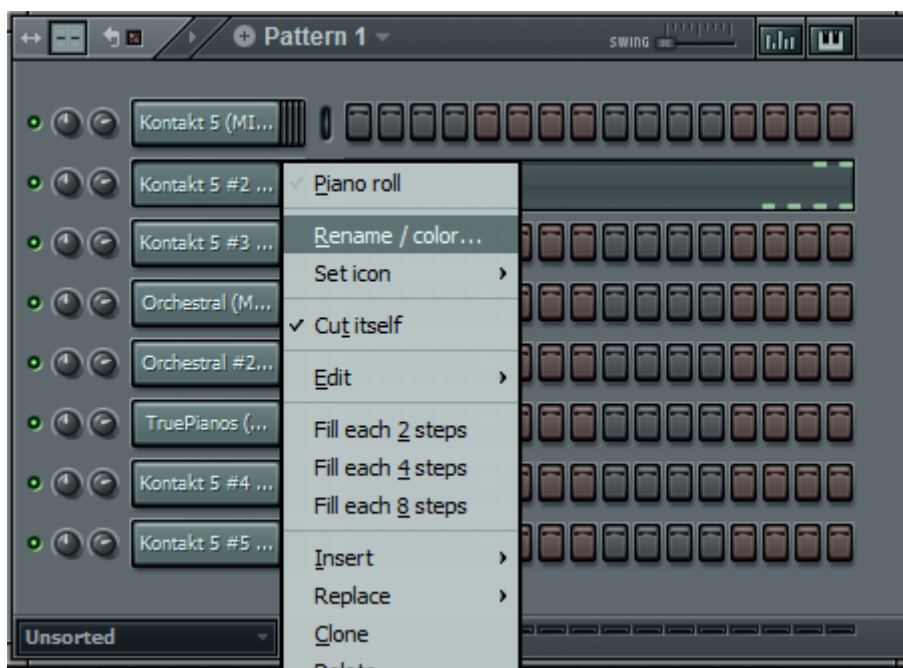 Pattern 1
SWING
Kontakt 5 (MI...
Kontakt 5 #2 ...
Kontakt 5 #3 ...
Orchestral (M...
Orchestral #2...
TruePianos (...
Kontakt 5 #4 ...
Kontakt 5 #5 ...
Piano roll
Rename / color...
Set icon
Cut itself
Edit
Fill each 2 steps
Fill each 4 steps
Fill each 8 steps
Insert
Replace
Clone
Delete
Unsorted